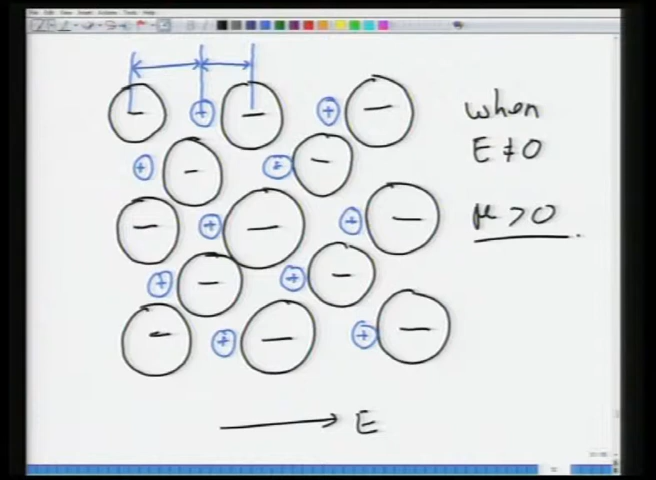 - + - + -
+ - + -
- + - + -
+ - + -
- + - + -
when
E ≠ 0
μ > 0
E